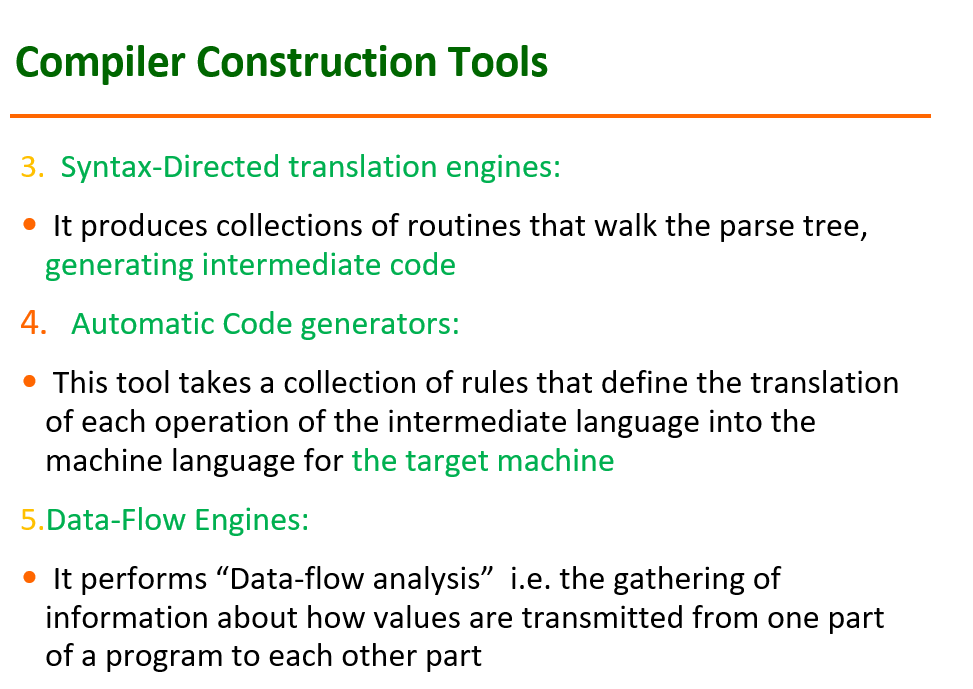 Compiler Construction Tools
3. Syntax-Directed translation engines:
• It produces collections of routines that walk the parse tree,
generating intermediate code
4. Automatic Code generators:
• This tool takes a collection of rules that define the translation
of each operation of the intermediate language into the
machine language for the target machine
5.Data-Flow Engines:
• It performs “Data-flow analysis” i.e. the gathering of
information about how values are transmitted from one part
of a program to each other part